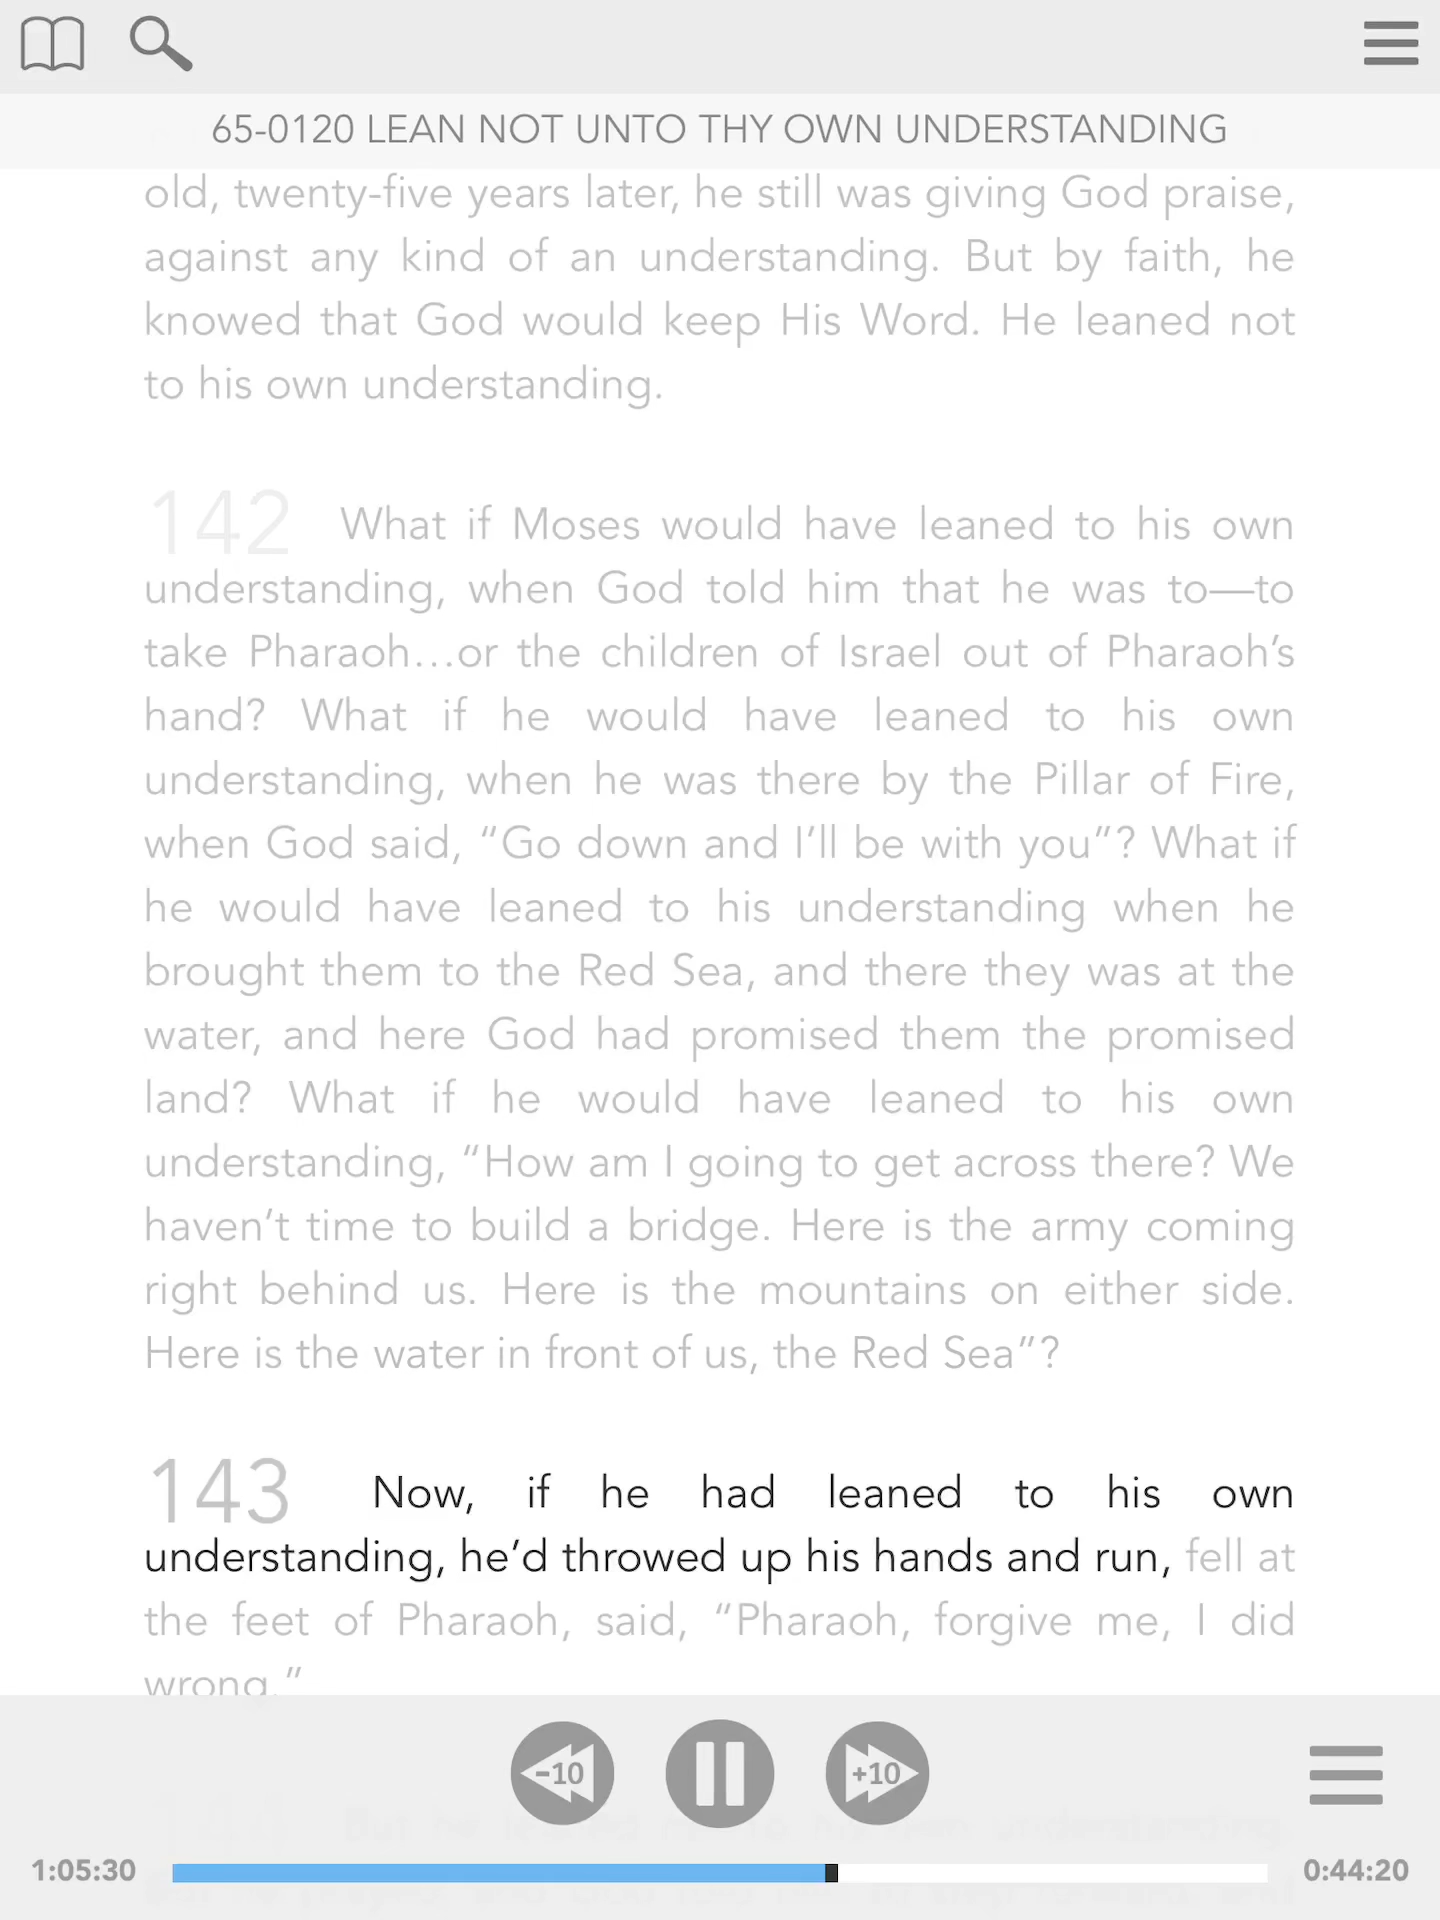 65-0120 LEAN NOT UNTO THY OWN UNDERSTANDING
old, twenty-five years later, he still was giving God praise,
against any kind of an understanding. But by faith, he
knowed that God would keep His Word. He leaned not
to his own understanding.
142 What if Moses would have leaned to his own
understanding, when God told him that he was to—to
take Pharaoh…or the children of Israel out of Pharaoh’s
hand? What if he would have leaned to his own
understanding, when he was there by the Pillar of Fire,
when God said, “Go down and I’ll be with you”? What if
he would have leaned to his understanding when he
brought them to the Red Sea, and there they was at the
water, and here God had promised them the promised
land? What if he would have leaned to his own
understanding, “How am I going to get across there? We
haven’t time to build a bridge. Here is the army coming
right behind us. Here is the mountains on either side.
Here is the water in front of us, the Red Sea”?
143 Now, if he had leaned to his own
understanding, he’d throwed up his hands and run, fell at
the feet of Pharaoh, said, “Pharaoh, forgive me, I did
wrong.”
-10 +10
But he leaned not to his own understanding.
1:05:30 0:44:20